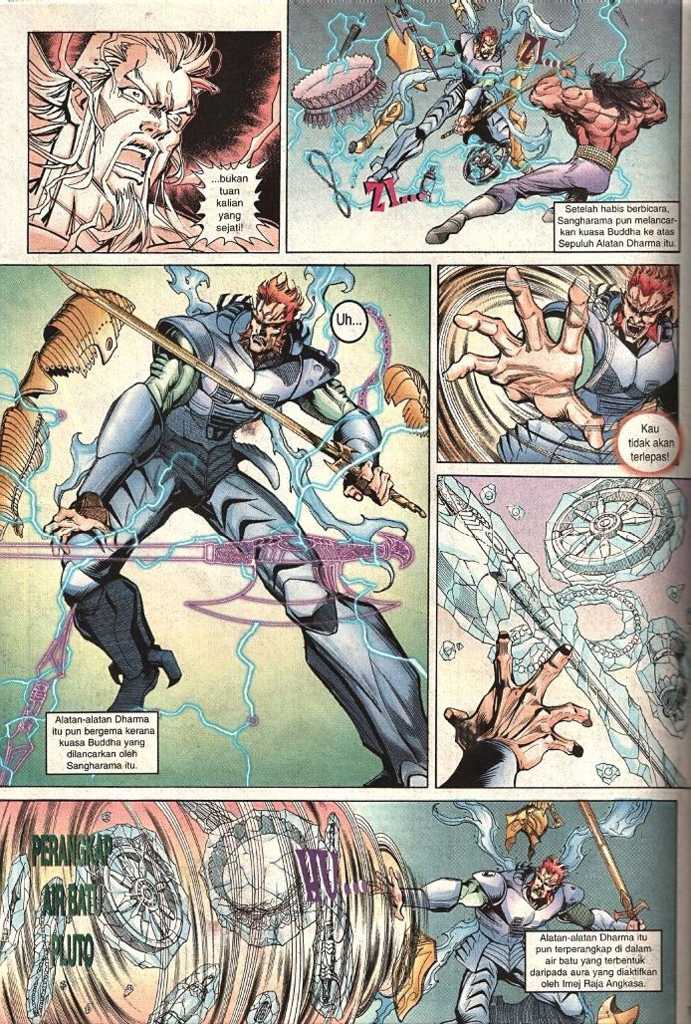 ...bukan
tuan
kalian
yang
sejati!
ZI...
ZI...
Setelah habis berbicara,
Sangharama pun melancar-
kan kuasa Buddha ke atas
Sepuluh Alatan Dharma itu.
Uh...
Alatan-alatan Dharma
itu pun bergema kerana
kuasa Buddha yang
dilancarkan oleh
Sangharama itu.
Kau
tidak akan
terlepas!
PERANGKAP
AIR BATU
PLUTO
WU...
Alatan-alatan Dharma itu
pun terperangkap di dalam
air batu yang terbentuk
daripada aura yang diaktifkan
oleh Imej Raja Angkasa.